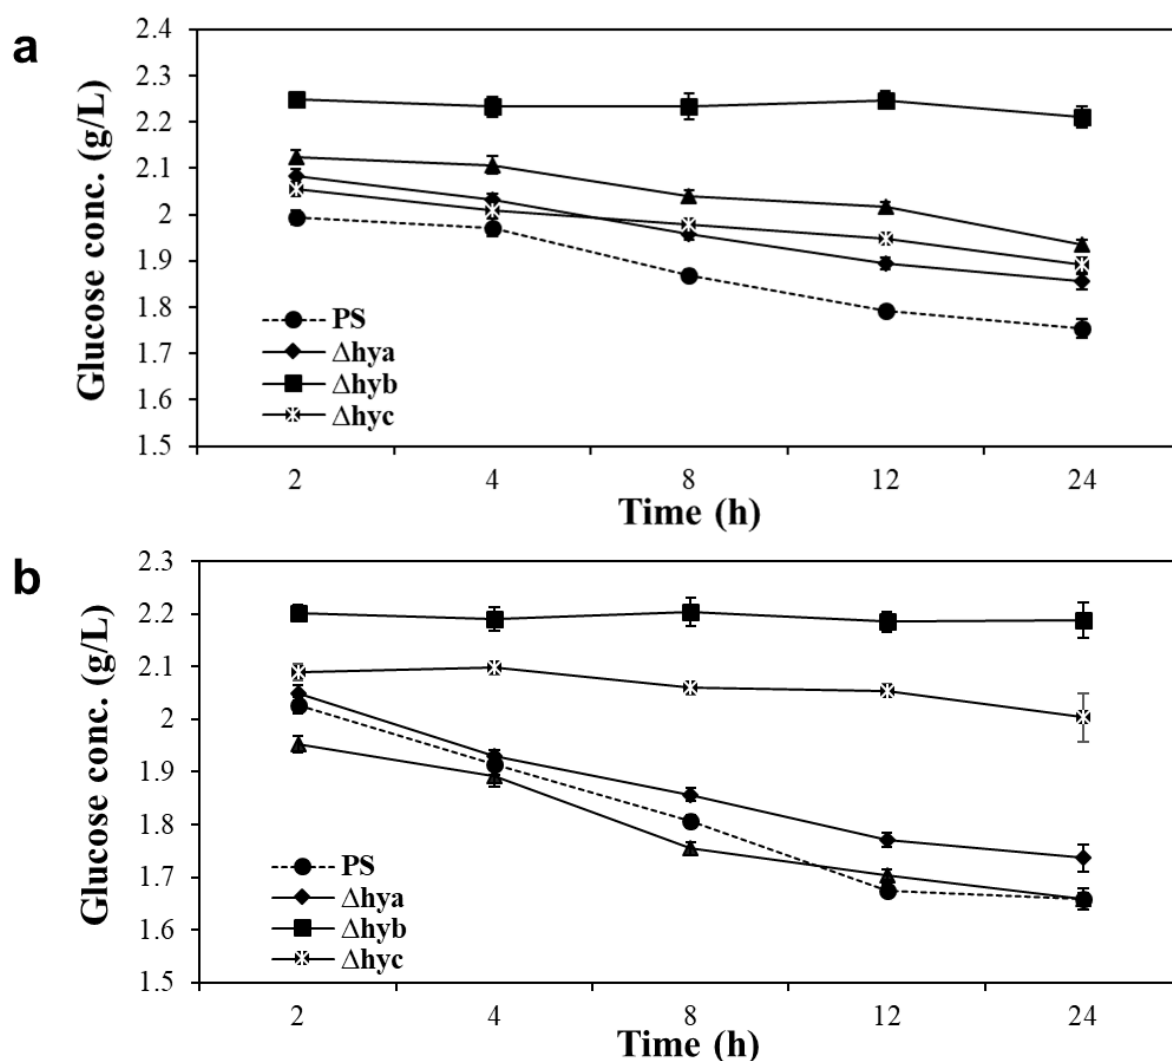 a
Glucose conc. (g/L)
2.4
2.3
2.2
2.1
2
1.9
1.8
1.7
1.6
1.5
PS
Δhya
Δhyb
Δhyc
2 4 8 12 24
Time (h)
b
Glucose conc. (g/L)
2.3
2.2
2.1
2
1.9
1.8
1.7
1.6
1.5
PS
Δhya
Δhyb
Δhyc
2 4 8 12 24
Time (h)